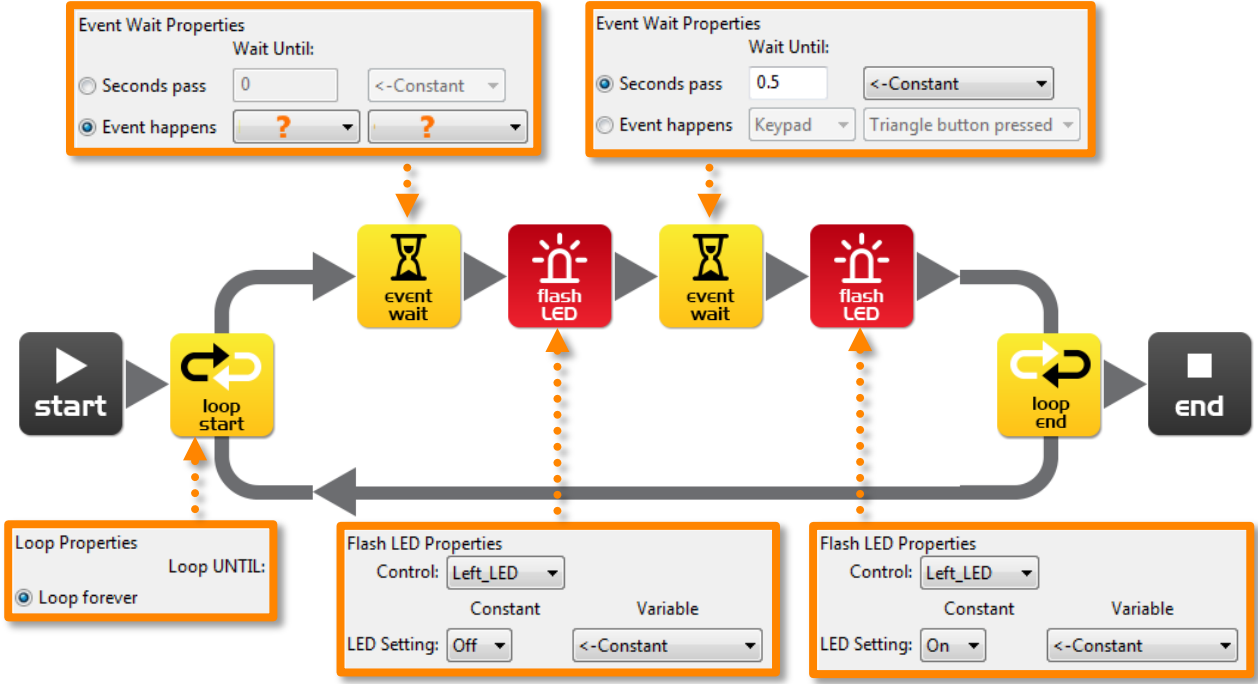 Event Wait Properties
Wait Until:
Seconds pass 0 <-Constant
Event happens ? ?
Event Wait Properties
Wait Until:
Seconds pass 0.5 <-Constant
Event happens Keypad Triangle button pressed
event
wait
flash
LED
event
wait
flash
LED
start
loop
start
loop
end
end
Loop Properties
Loop UNTIL:
Loop forever
Flash LED Properties
Control: Left_LED
Constant Variable
LED Setting: Off <-Constant
Flash LED Properties
Control: Left_LED
Constant Variable
LED Setting: On <-Constant